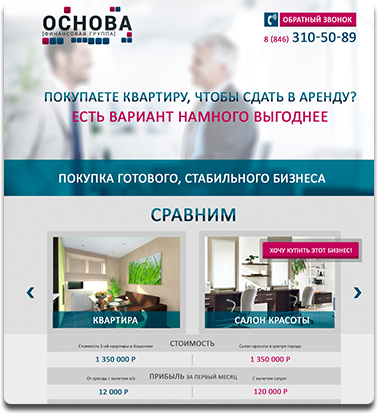 ОСНОВА
[ФИНАНСОВАЯ ГРУППА]
ОБРАТНЫЙ ЗВОНОК
8 (846) 310-50-89
ПОКУПАЕТЕ КВАРТИРУ, ЧТОБЫ СДАТЬ В АРЕНДУ?
ЕСТЬ ВАРИАНТ НАМНОГО ВЫГОДНЕЕ
ПОКУПКА ГОТОВОГО, СТАБИЛЬНОГО БИЗНЕСА
СРАВНИМ
ХОЧУ КУПИТЬ ЭТОТ БИЗНЕС!
КВАРТИРА
САЛОН КРАСОТЫ
Стоимость 1-ой квартиры в Кошелеве
СТОИМОСТЬ
Салон красоты в центре города
1 350 000 Р
1 350 000 Р
От аренды с вычетом к/у
ПРИБЫЛЬ ЗА ПЕРВЫЙ МЕСЯЦ
С вычетом затрат
12 000 Р
120 000 Р